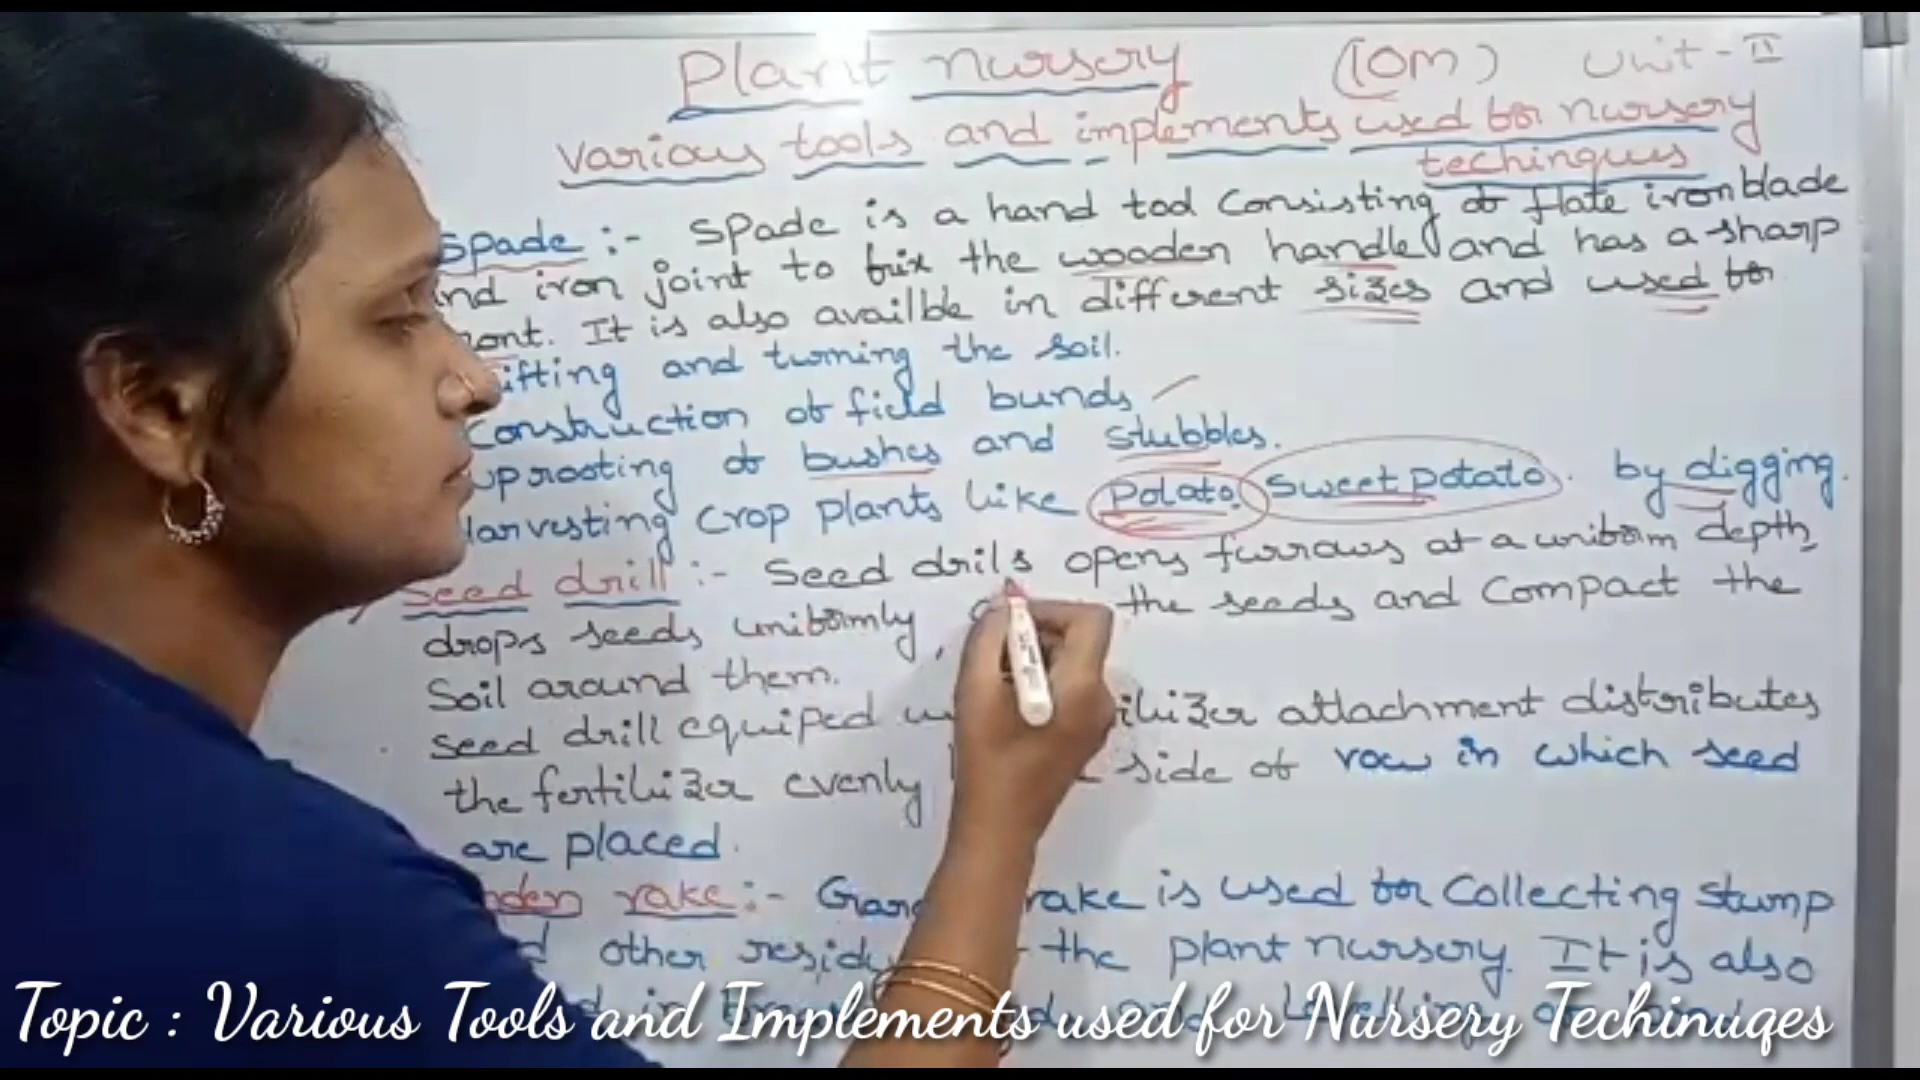 Plant nursery (10m) Unit-II
Various tools and implements used for nursery
techinques
Spade :- Spade is a hand tool consisting of flate iron blade
and iron joint to frix the wooden handle and has a sharp
ront. It is also availble in different sizes and used for
ifting and turning the soil.
Construction of field bunds
uprooting of bushes and stubbles.
Harvesting crop plants like Potato, sweet potato. by digging.
Seed drill :- Seed drils opens furrows at a uniform depth,
drops seeds uniformly, the seeds and compact the
Soil around them.
seed drill equiped attachment distributes
the fertilizer evenly side of row in which seed
are placed.
rake :- rake is used for collecting stump
other the plant nursery. It is also
Topic : Various Tools and Implements used for Nursery Techinuqes